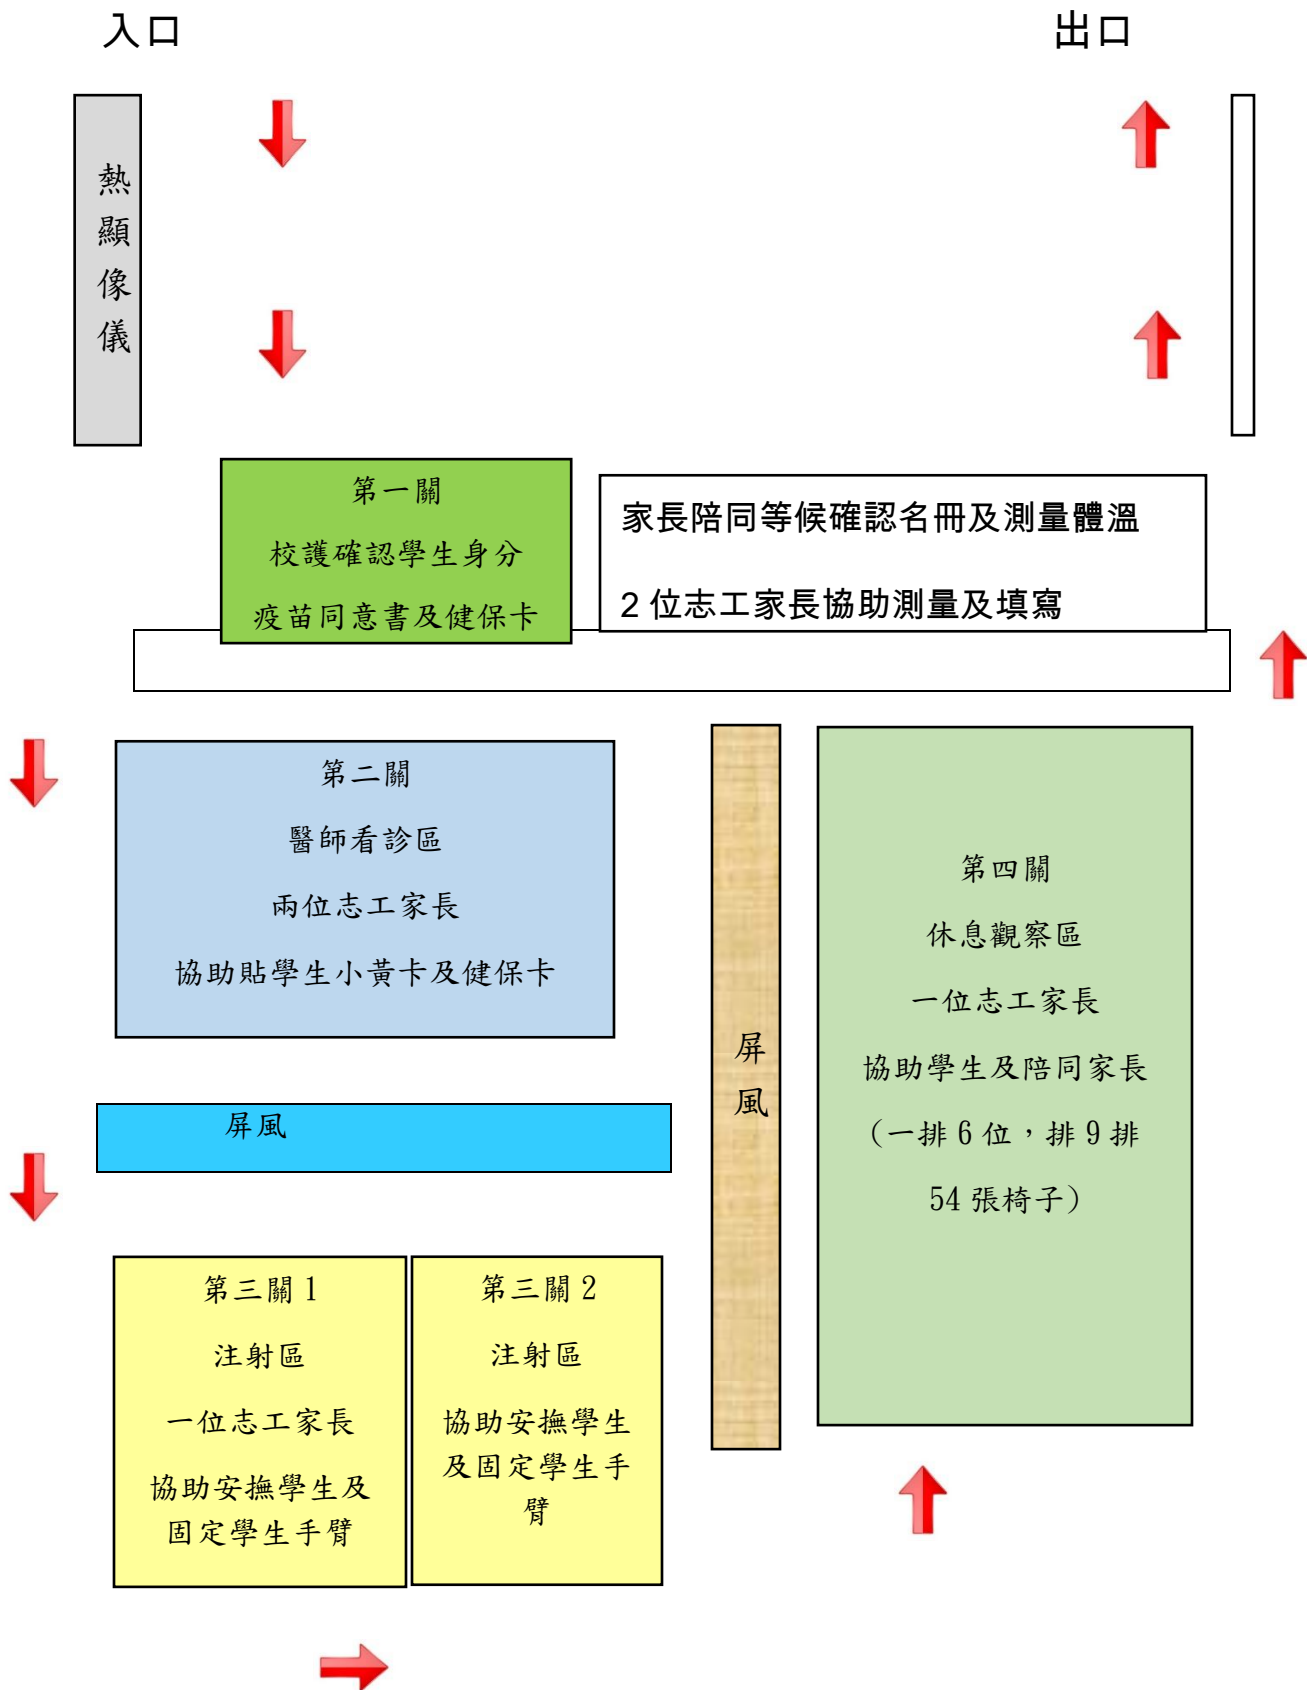 入口
出口
熱顯像儀
第一關
校護確認學生身分
疫苗同意書及健保卡
家長陪同等候確認名冊及測量體溫
2 位志工家長協助測量及填寫
第二關
醫師看診區
兩位志工家長
協助貼學生小黃卡及健保卡
屏風
屏風
第四關
休息觀察區
一位志工家長
協助學生及陪同家長
（一排 6 位，排 9 排
54 張椅子）
第三關 1
注射區
一位志工家長
協助安撫學生及
固定學生手臂
第三關 2
注射區
協助安撫學生
及固定學生手
臂